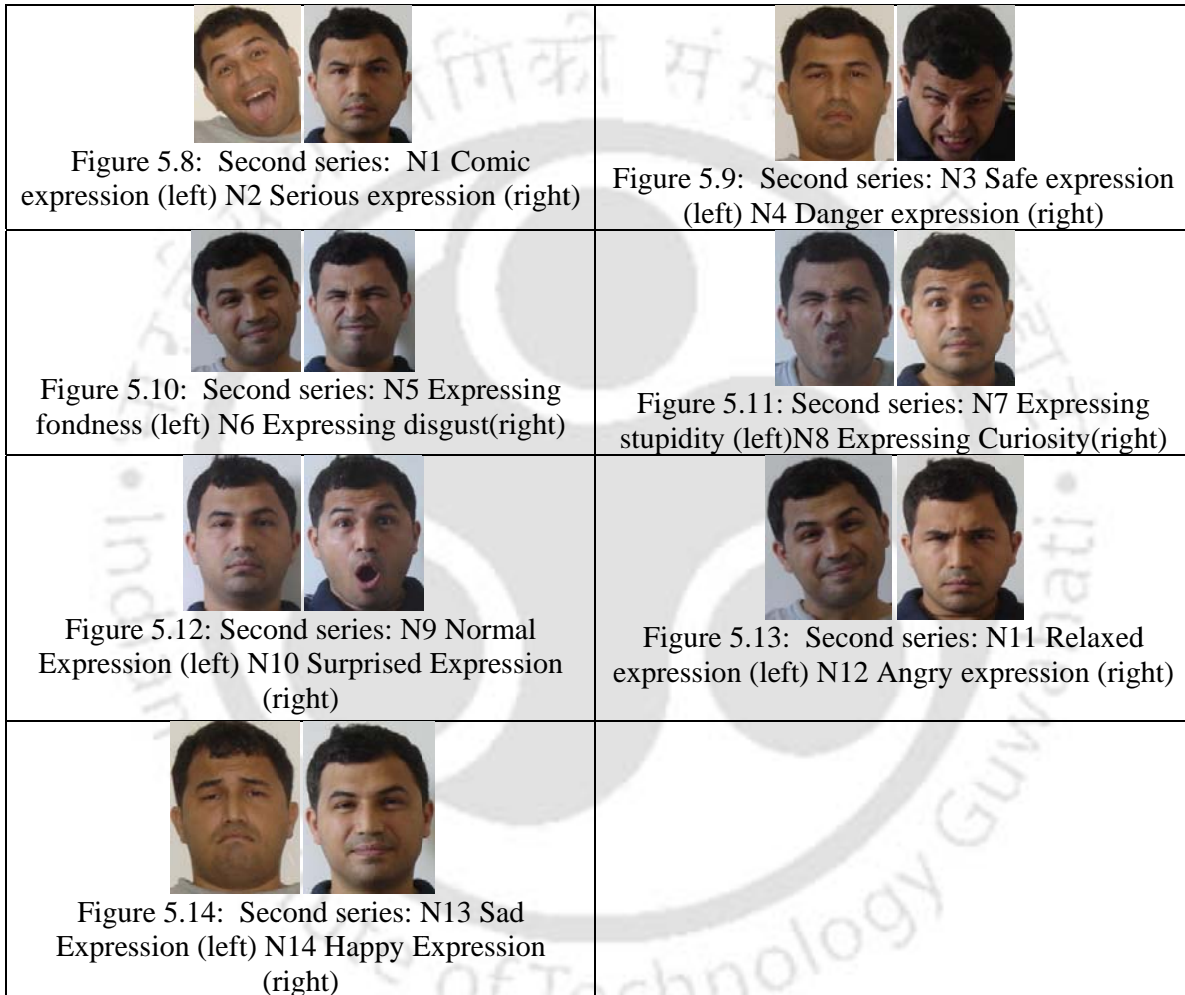 Figure 5.8:  Second series:  N1 Comic
expression (left) N2 Serious expression (right)
Figure 5.9:  Second series: N3 Safe expression
(left) N4 Danger expression (right)
Figure 5.10:  Second series: N5 Expressing
fondness (left) N6 Expressing disgust(right)
Figure 5.11: Second series: N7 Expressing
stupidity (left)N8 Expressing Curiosity(right)
Figure 5.12: Second series: N9 Normal
Expression (left) N10 Surprised Expression
(right)
Figure 5.13:  Second series: N11 Relaxed
expression (left) N12 Angry expression (right)
Figure 5.14:  Second series: N13 Sad
Expression (left) N14 Happy Expression
(right)
of Technology Guwahati